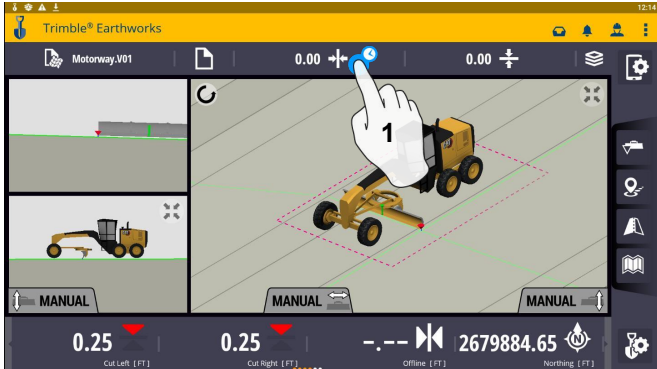 12:14
Trimble® Earthworks
Motorway.V01
0.00
0.00
1
MANUAL
MANUAL
MANUAL
0.25
0.25
-.--
2679884.65
N
Cut Left [FT]
Cut Right [FT]
Offline [FT]
Northing [FT]